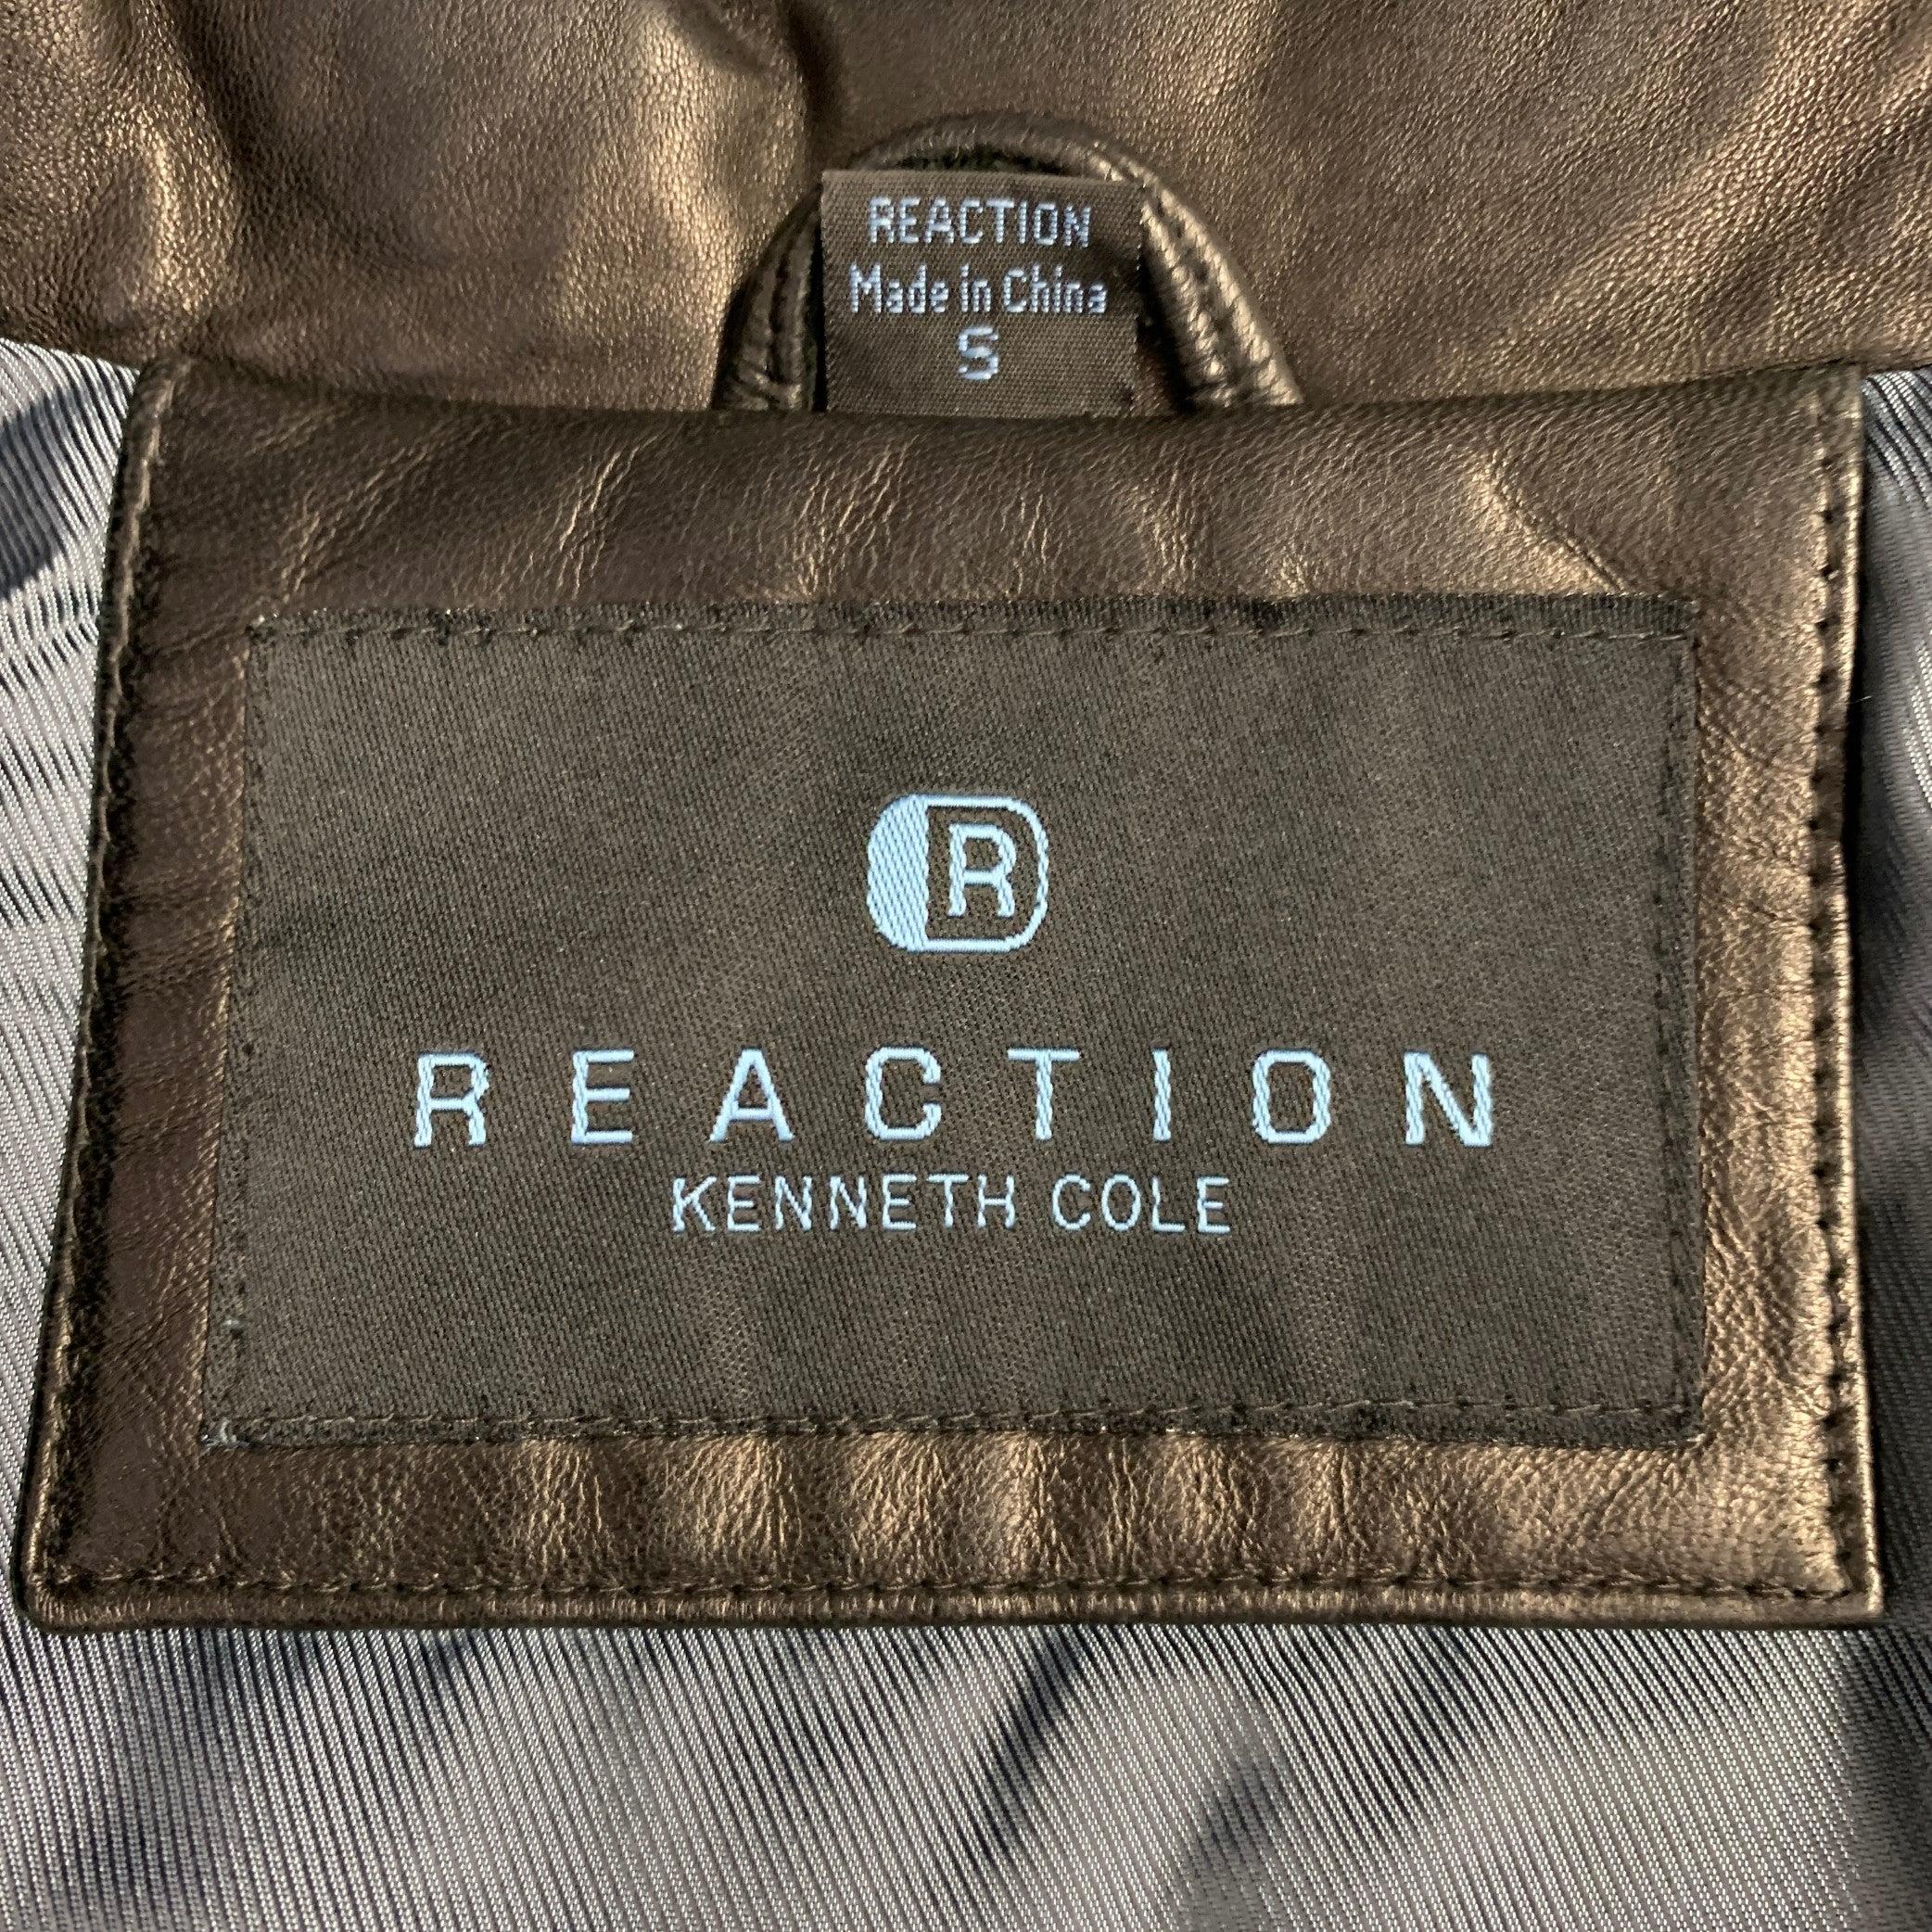 REACTION
Made in China
S
R
REACTION
KENNETH COLE